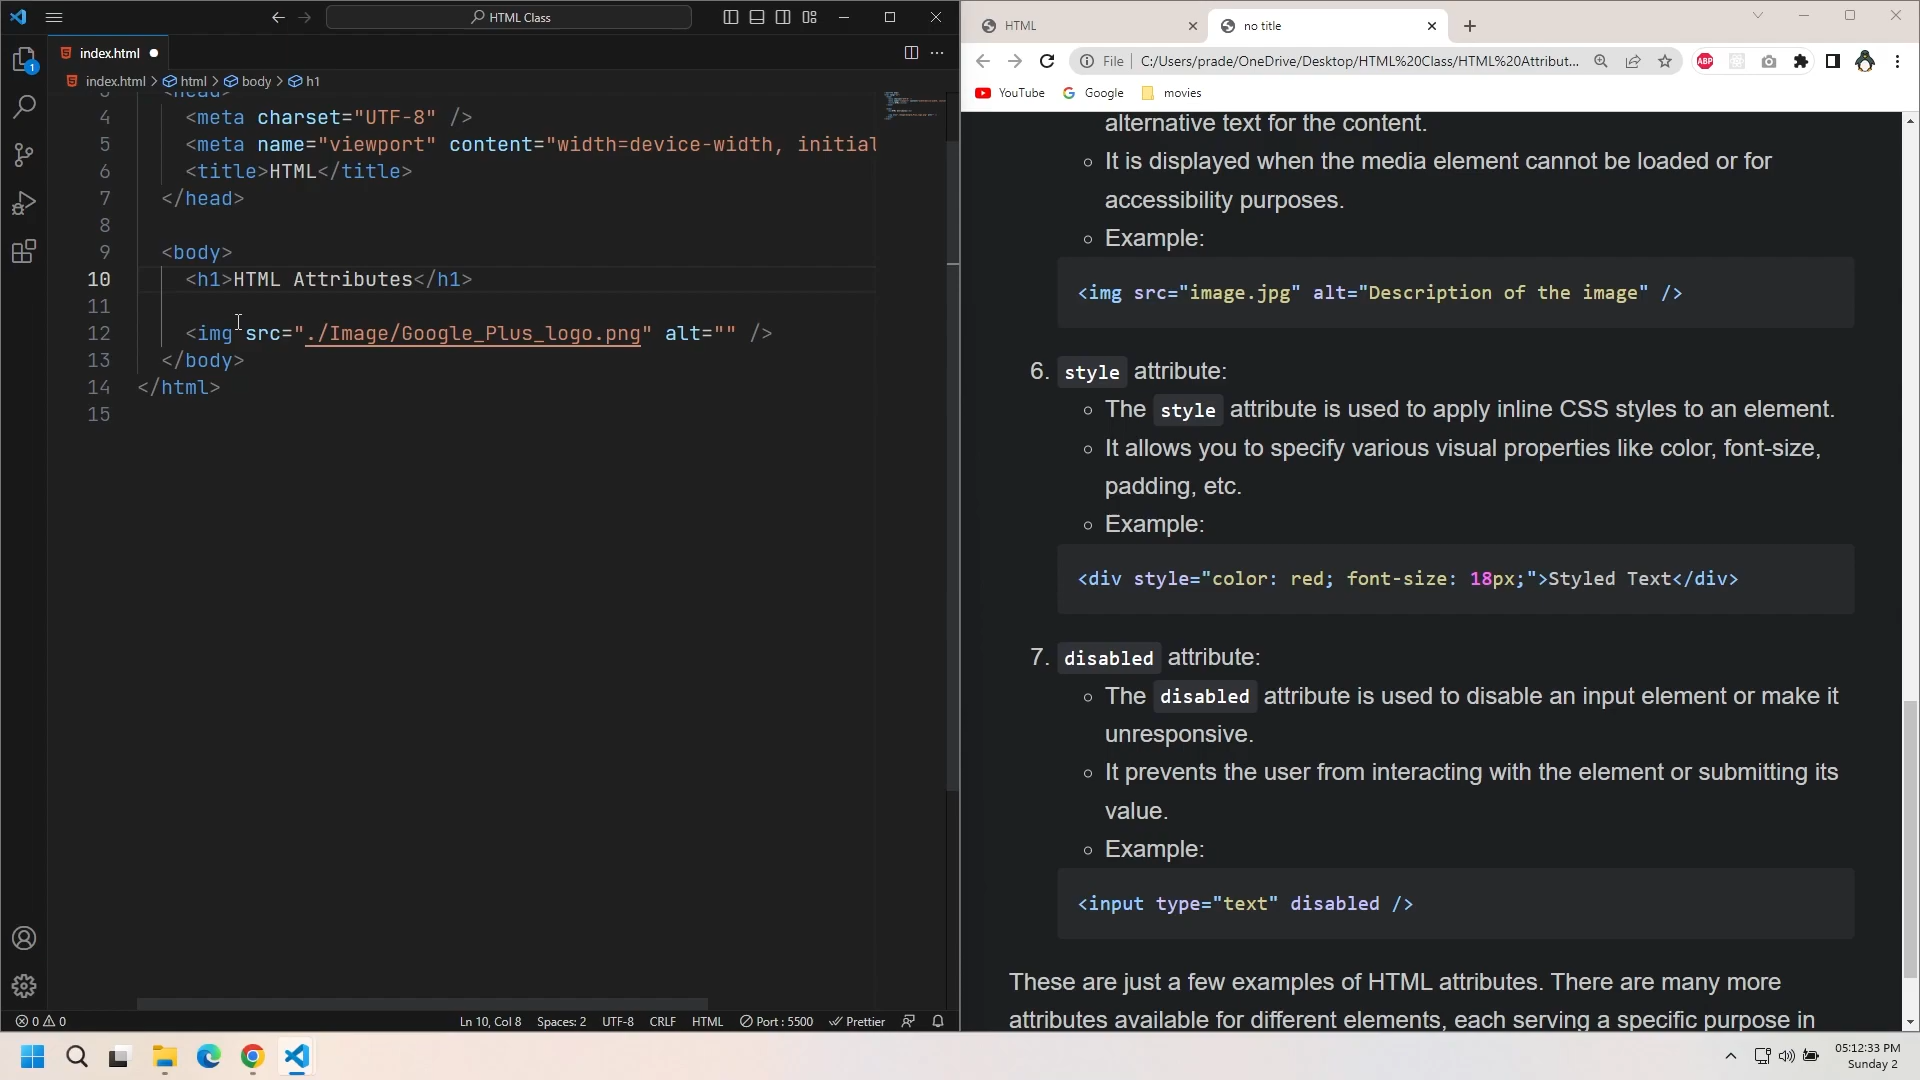 HTML Class
index.html
index.html > html > body > h1
4 <meta charset="UTF-8" />
5 <meta name="viewport" content="width=device-width, initial
6 <title>HTML</title>
7 </head>
8
9 <body>
10 <h1>HTML Attributes</h1>
11
12 <img src="./Image/Google_Plus_logo.png" alt="" />
13 </body>
14 </html>
15
1
0 0
Ln 10, Col 8 Spaces: 2 UTF-8 CRLF HTML Port : 5500 Prettier
HTML
no title
File C:/Users/prade/OneDrive/Desktop/HTML%20Class/HTML%20Attribut...
ABP
YouTube Google movies
alternative text for the content.
It is displayed when the media element cannot be loaded or for
accessibility purposes.
Example:
<img src="image.jpg" alt="Description of the image" />
6. style attribute:
The style attribute is used to apply inline CSS styles to an element.
It allows you to specify various visual properties like color, font-size,
padding, etc.
Example:
<div style="color: red; font-size: 18px;">Styled Text</div>
7. disabled attribute:
The disabled attribute is used to disable an input element or make it
unresponsive.
It prevents the user from interacting with the element or submitting its
value.
Example:
<input type="text" disabled />
These are just a few examples of HTML attributes. There are many more
attributes available for different elements, each serving a specific purpose in
05:12:33 PM
Sunday 2